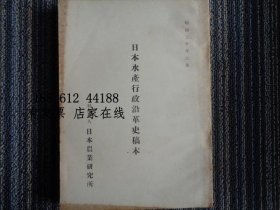 昭和二十年三月
日本水產行政沿革史稿本
日本農業研究所
612 44188
店家在线